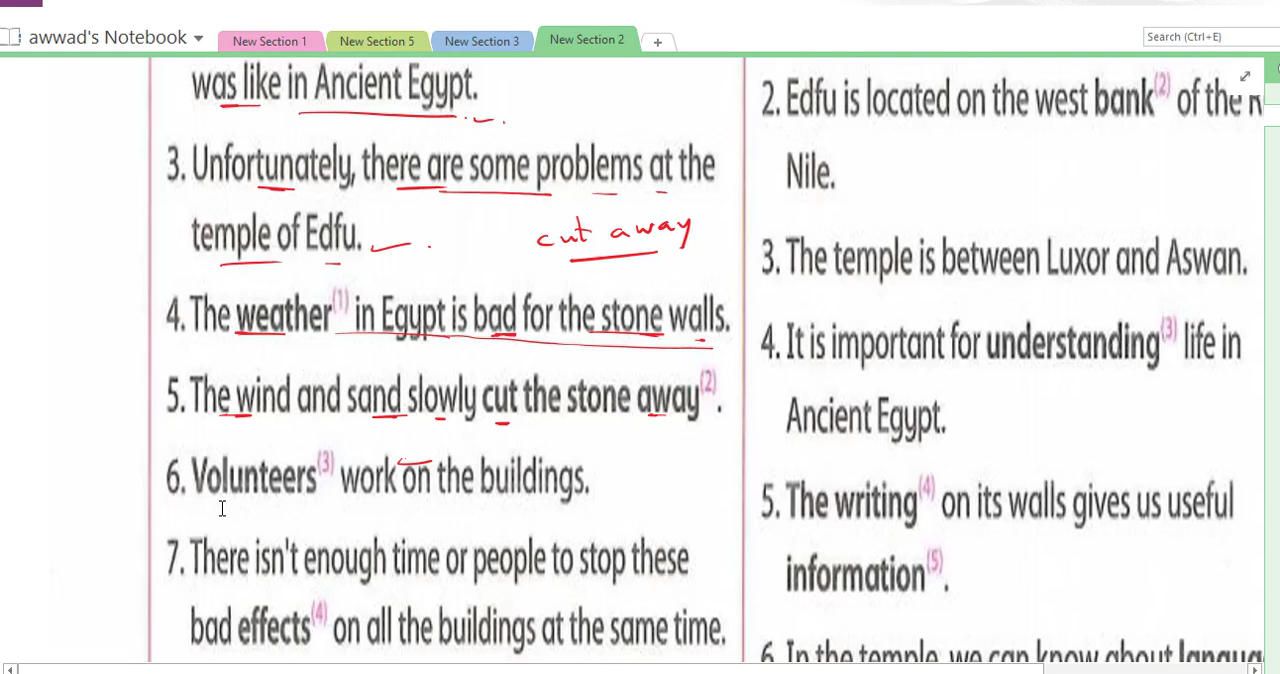 awwad's Notebook
New Section 1
New Section 5
New Section 3
New Section 2
+
Search (Ctrl+E)
was like in Ancient Egypt.
3. Unfortunately, there are some problems at the
temple of Edfu.
cut away
4. The weather(1) in Egypt is bad for the stone walls.
5. The wind and sand slowly cut the stone away(2).
6. Volunteers(3) work on the buildings.
7. There isn't enough time or people to stop these
bad effects(4) on all the buildings at the same time.
2. Edfu is located on the west bank(2) of the
Nile.
3. The temple is between Luxor and Aswan.
4. It is important for understanding(3) life in
Ancient Egypt.
5. The writing(4) on its walls gives us useful
information(5).
6. In the temple, we can know about